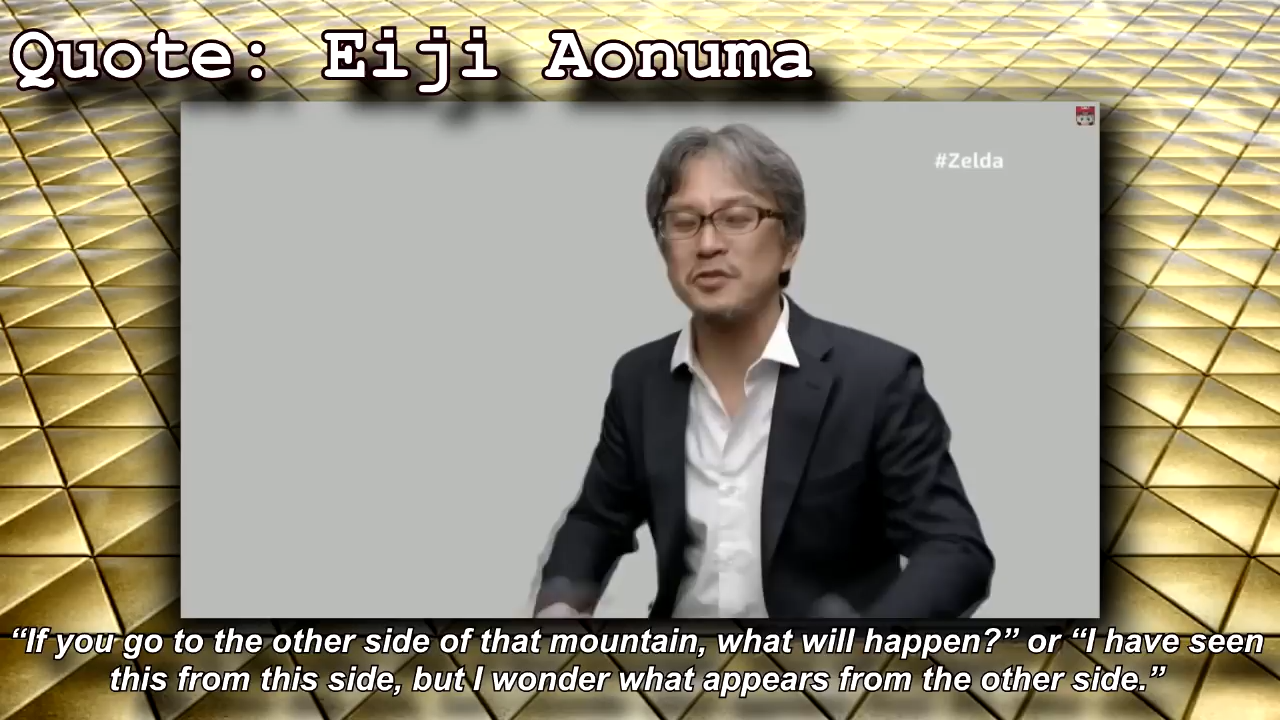 Quote: Eiji Aonuma
#Zelda
“If you go to the other side of that mountain, what will happen?” or “I have seen
this from this side, but I wonder what appears from the other side.”